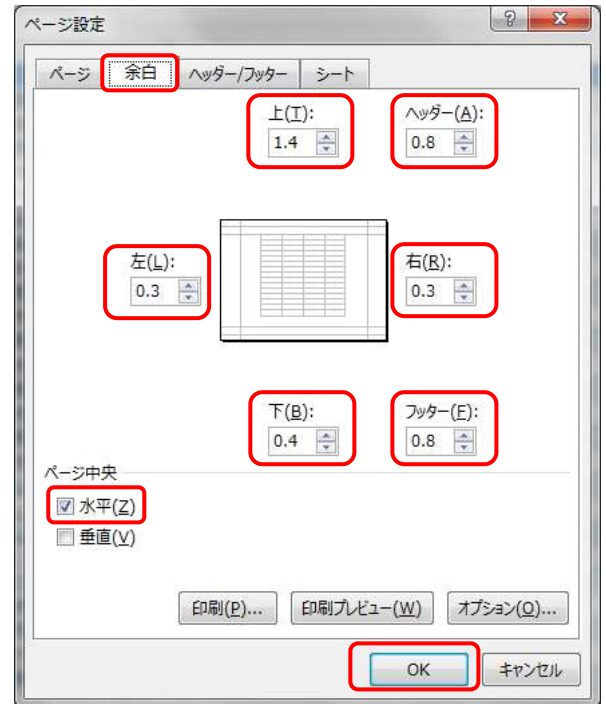 ページ設定
ページ 余白 ヘッダー/フッター シート
上(T): ヘッダー(A):
1.4 0.8
左(L): 右(R):
0.3 0.3
下(B): フッター(F):
0.4 0.8
ページ中央
水平(Z)
垂直(V)
印刷(P)... 印刷プレビュー(W) オプション(O)...
OK キャンセル